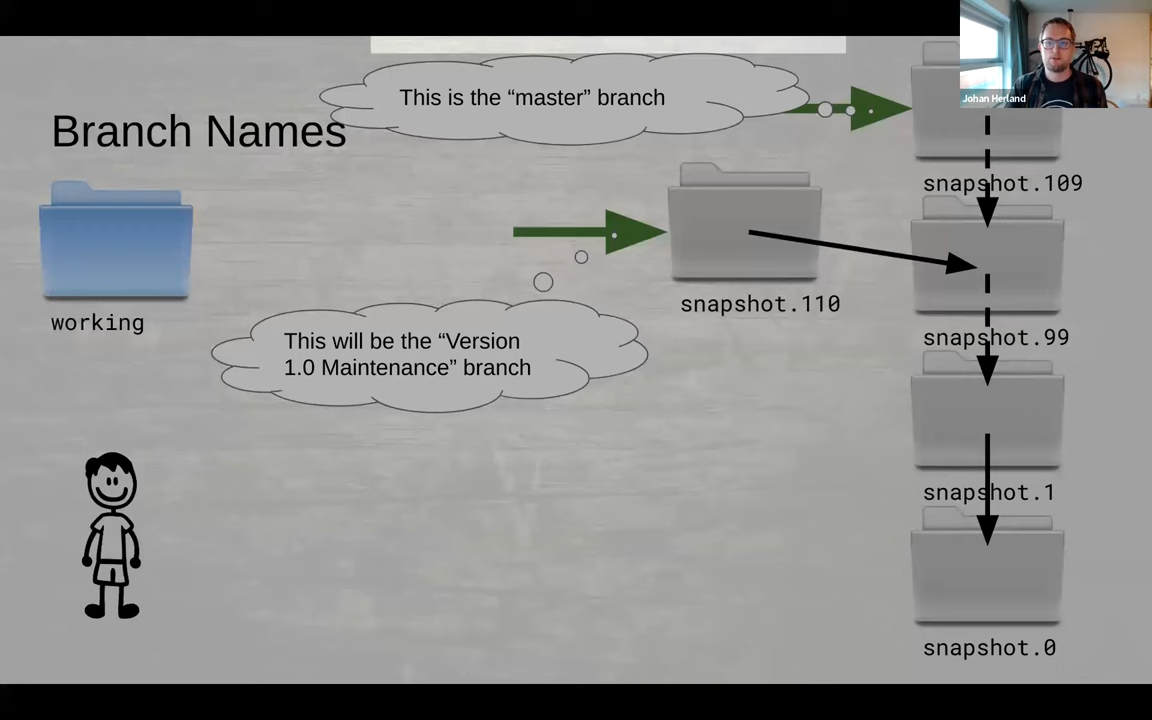 Johan Herland
This is the “master” branch
Branch Names
snapshot.109
snapshot.110
working
This will be the “Version
1.0 Maintenance” branch
snapshot.99
snapshot.1
snapshot.0